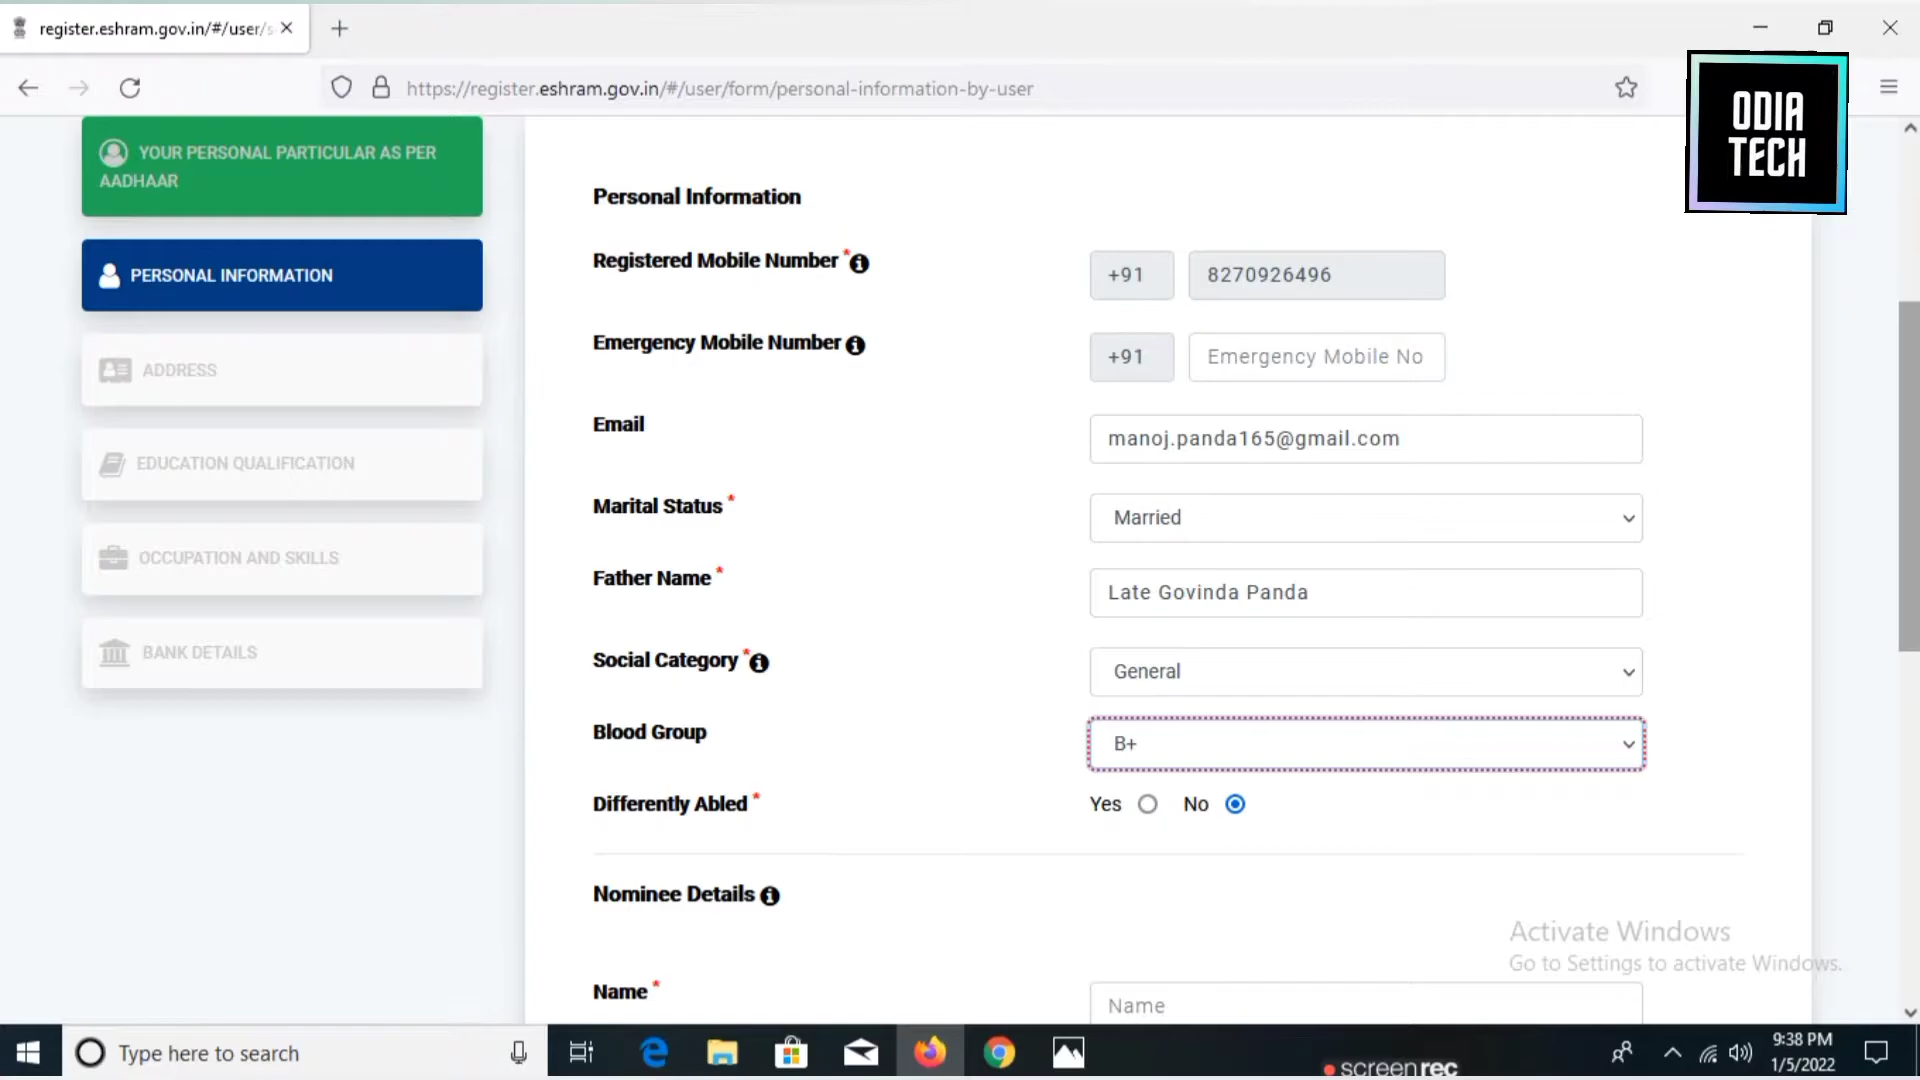 register.eshram.gov.in/#/user/s
https://register.eshram.gov.in/#/user/form/personal-information-by-user
ODIA
TECH
YOUR PERSONAL PARTICULAR AS PER
AADHAAR
PERSONAL INFORMATION
ADDRESS
EDUCATION QUALIFICATION
OCCUPATION AND SKILLS
BANK DETAILS
Personal Information
Registered Mobile Number * +91 8270926496
Emergency Mobile Number +91 Emergency Mobile No
Email manoj.panda165@gmail.com
Marital Status * Married
Father Name * Late Govinda Panda
Social Category * General
Blood Group B+
Differently Abled * Yes No
Nominee Details
Name * Name
Activate Windows
Go to Settings to activate Windows.
Type here to search
screenrec
9:38 PM
1/5/2022